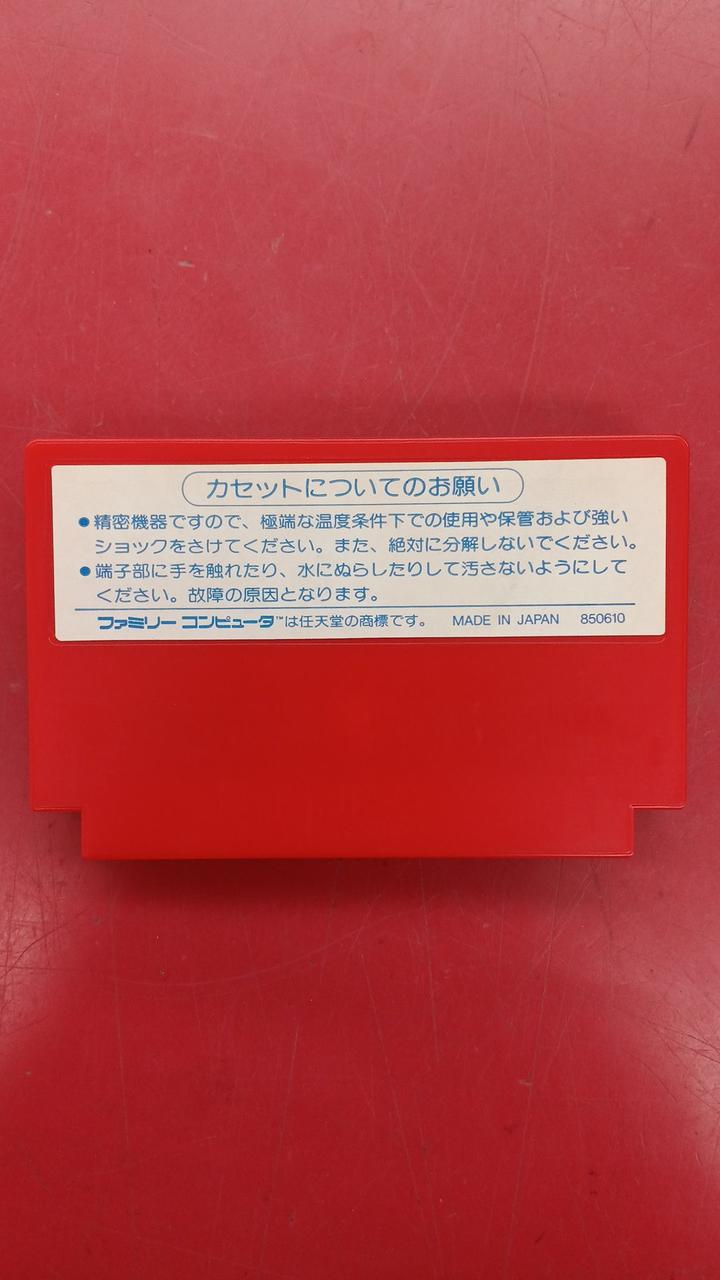 カセットについてのお願い
●精密機器ですので、極端な温度条件下での使用や保管および強い
ショックをさけてください。また、絶対に分解しないでください。
●端子部に手を触れたり、水にぬらしたりして汚さないようにして
ください。故障の原因となります。
ファミリーコンピュータ™は任天堂の商標です。 MADE IN JAPAN 850610